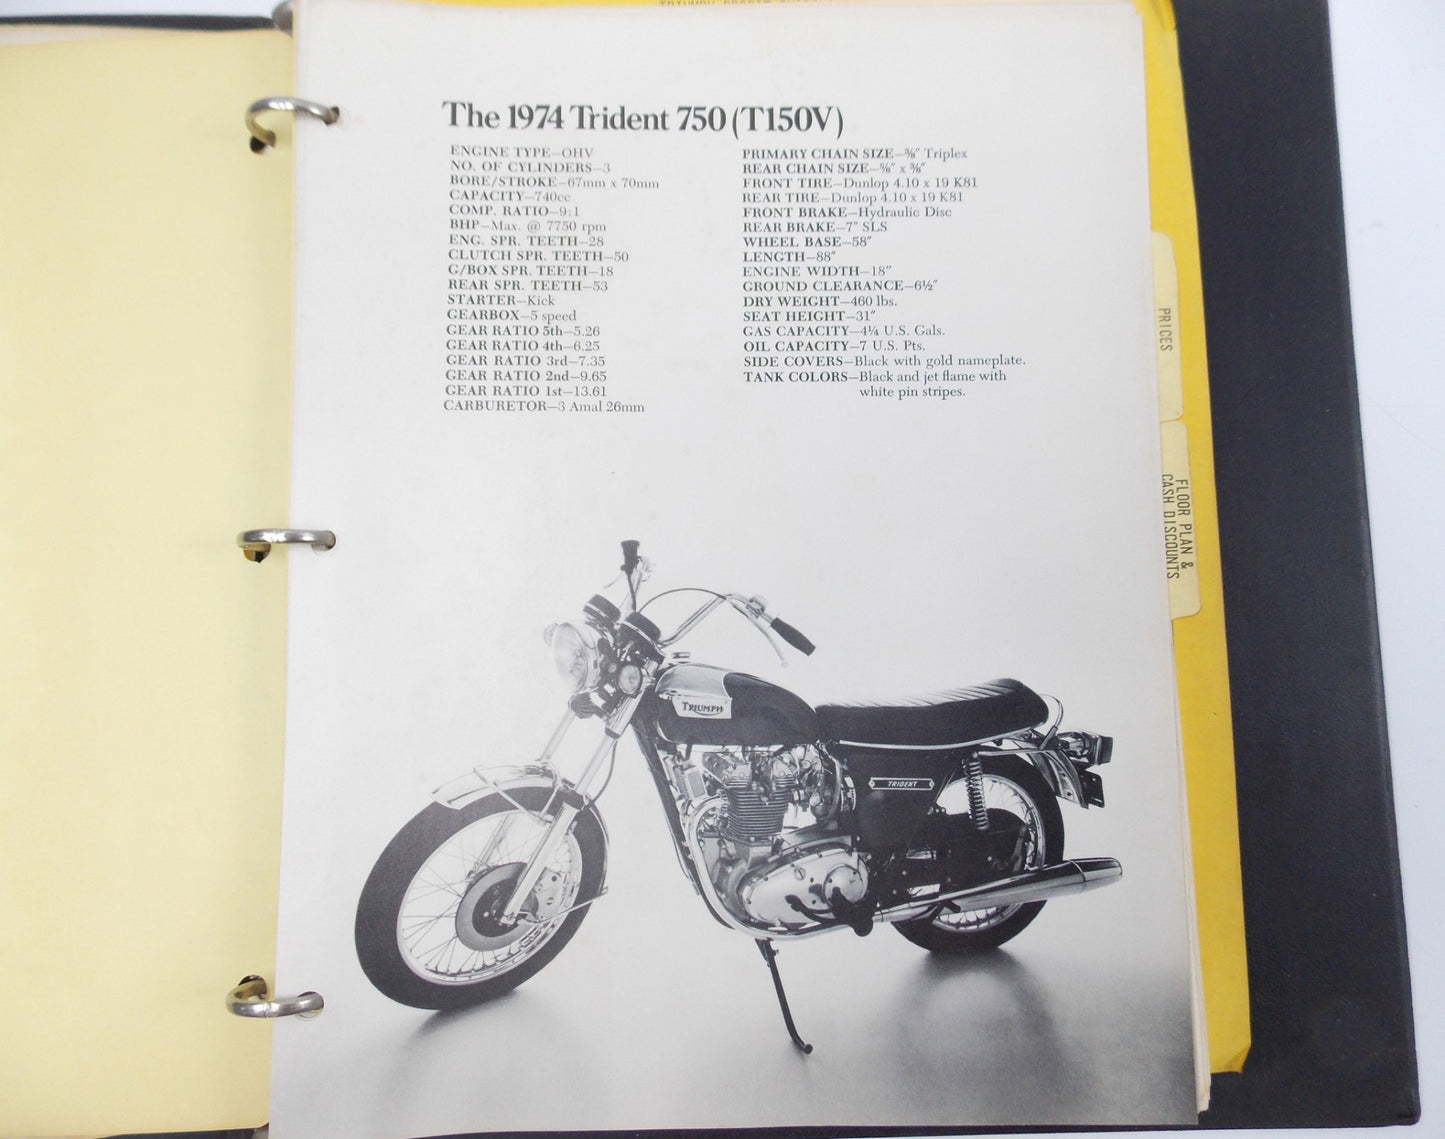 The 1974 Trident 750 (T150V)
ENGINE TYPE—OHV
NO. OF CYLINDERS—3
BORE/STROKE—67mm x 70mm
CAPACITY—740cc
COMP. RATIO—9:1
BHP—Max. @ 7750 rpm
ENG. SPR. TEETH—28
CLUTCH SPR. TEETH—50
G/BOX SPR. TEETH—18
REAR SPR. TEETH—53
STARTER—Kick
GEARBOX—5 speed
GEAR RATIO 5th—5.26
GEAR RATIO 4th—6.25
GEAR RATIO 3rd—7.35
GEAR RATIO 2nd—9.65
GEAR RATIO 1st—13.61
CARBURETOR—3 Amal 26mm
PRIMARY CHAIN SIZE—⅜″ Triplex
REAR CHAIN SIZE—⅝″ x ⅜″
FRONT TIRE—Dunlop 4.10 x 19 K81
REAR TIRE—Dunlop 4.10 x 19 K81
FRONT BRAKE—Hydraulic Disc
REAR BRAKE—7″ SLS
WHEEL BASE—58″
LENGTH—88″
ENGINE WIDTH—18″
GROUND CLEARANCE—6½″
DRY WEIGHT—460 lbs.
SEAT HEIGHT—31″
GAS CAPACITY—4¼ U.S. Gals.
OIL CAPACITY—7 U.S. Pts.
SIDE COVERS—Black with gold nameplate.
TANK COLORS—Black and jet flame with
white pin stripes.
TRIUMPH
TRIDENT
PRICES
FLOOR PLAN &
CASH DISCOUNTS